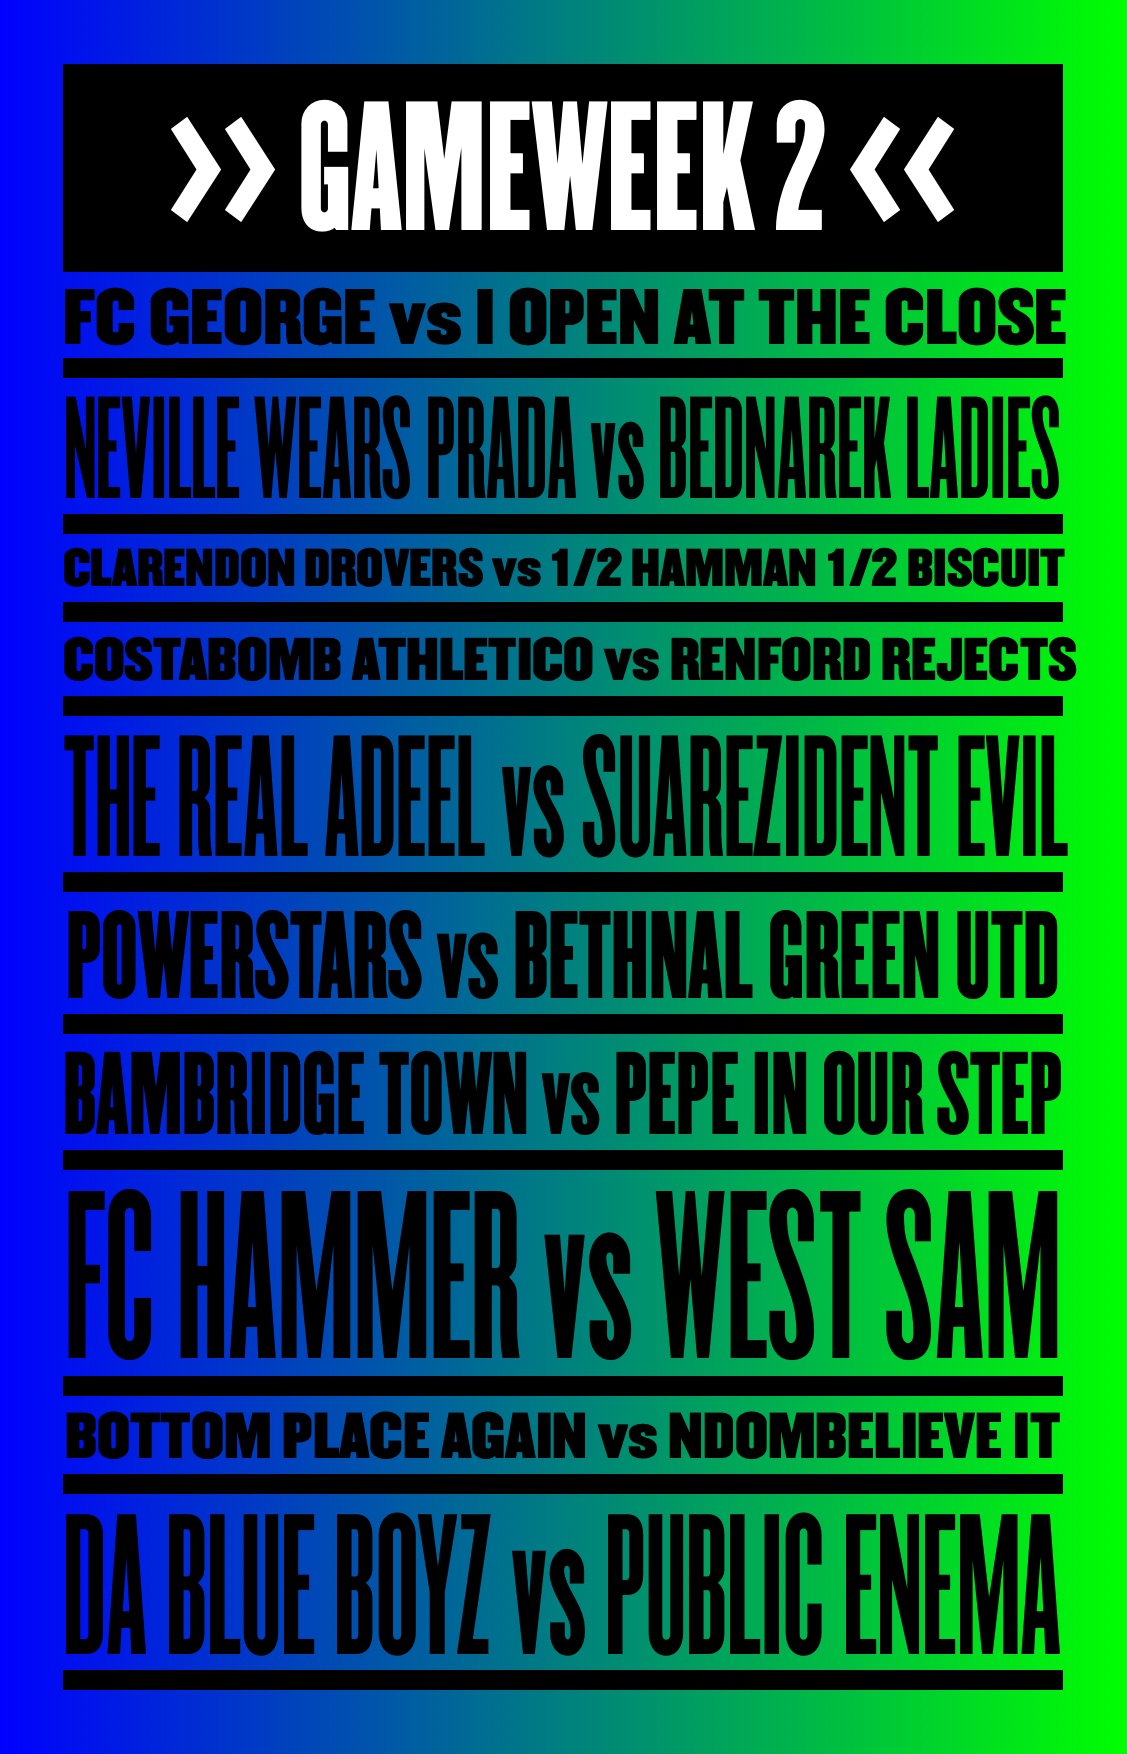 >> GAMEWEEK 2 <<
FC GEORGE vs I OPEN AT THE CLOSE
NEVILLE WEARS PRADA vs BEDNAREK LADIES
CLARENDON DROVERS vs 1/2 HAMMAN 1/2 BISCUIT
COSTABOMB ATHLETICO vs RENFORD REJECTS
THE REAL ADEEL vs SUAREZIDENT EVIL
POWERSTARS vs BETHNAL GREEN UTD
BAMBRIDGE TOWN vs PEPE IN OUR STEP
FC HAMMER vs WEST SAM
BOTTOM PLACE AGAIN vs NDOMBELIEVE IT
DA BLUE BOYZ vs PUBLIC ENEMA